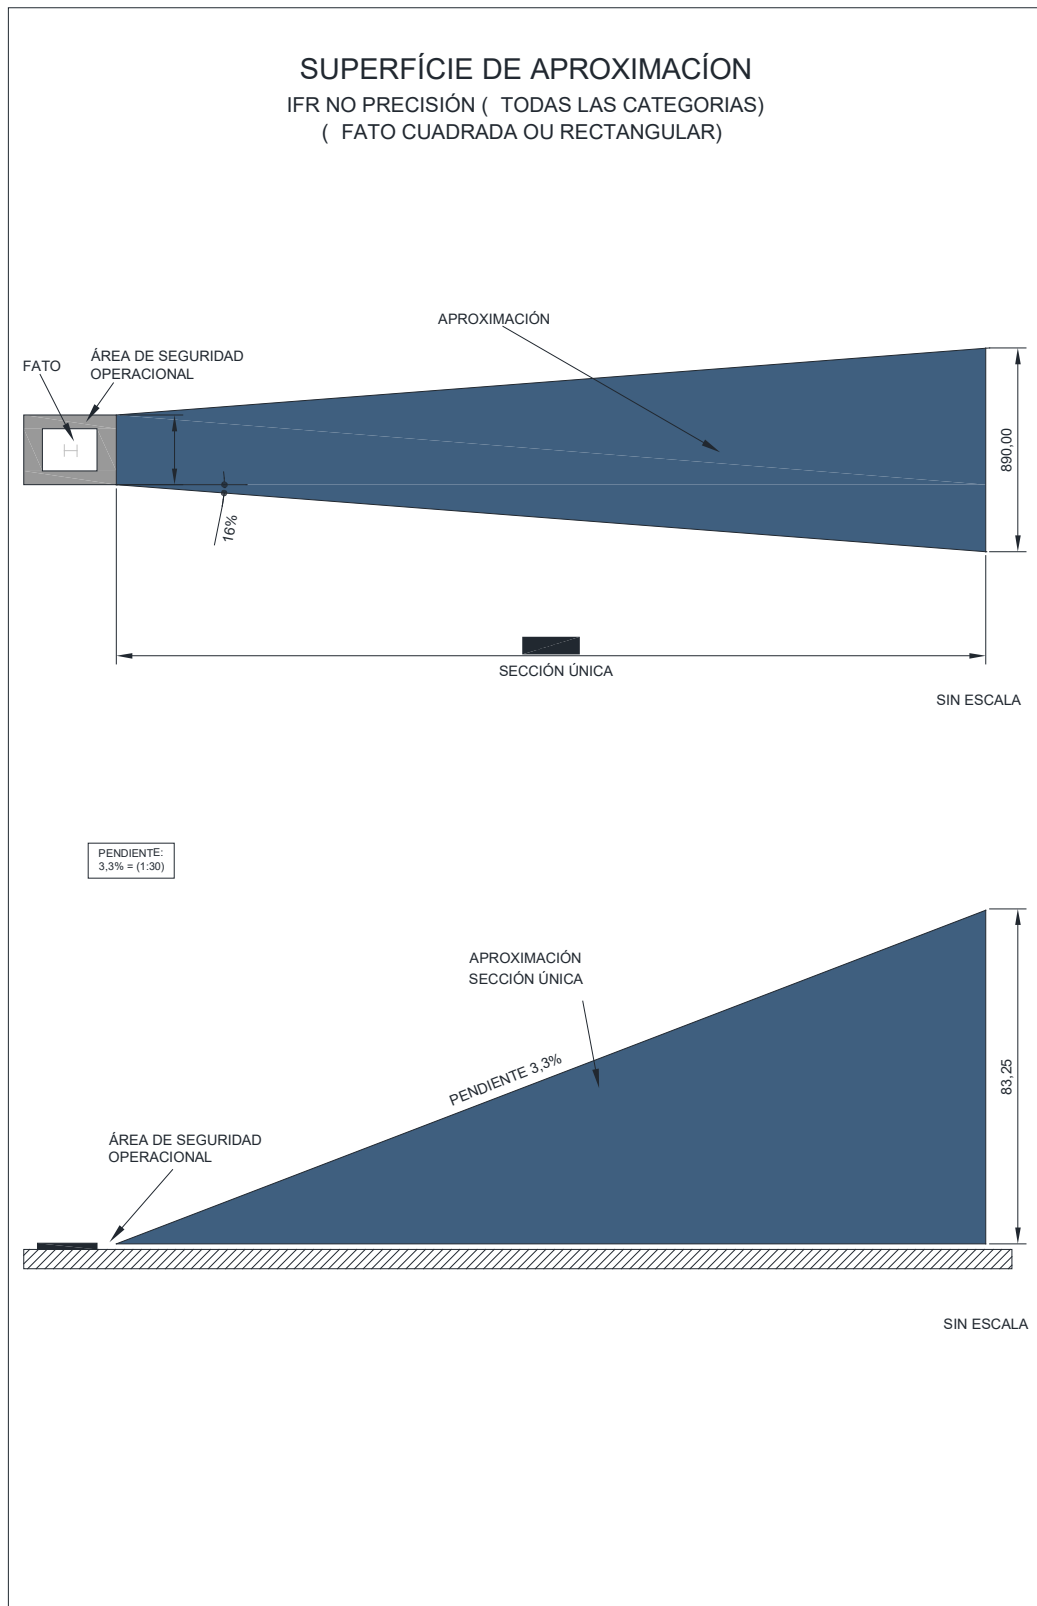 SUPERFÍCIE DE APROXIMACÍON
IFR NO PRECISIÓN ( TODAS LAS CATEGORIAS)
( FATO CUADRADA OU RECTANGULAR)
APROXIMACIÓN
FATO
ÁREA DE SEGURIDAD
OPERACIONAL
H
890,00
16%
SECCIÓN ÚNICA
SIN ESCALA
PENDIENTE:
3,3% = (1:30)
APROXIMACIÓN
SECCIÓN ÚNICA
PENDIENTE 3,3%
83,25
ÁREA DE SEGURIDAD
OPERACIONAL
SIN ESCALA